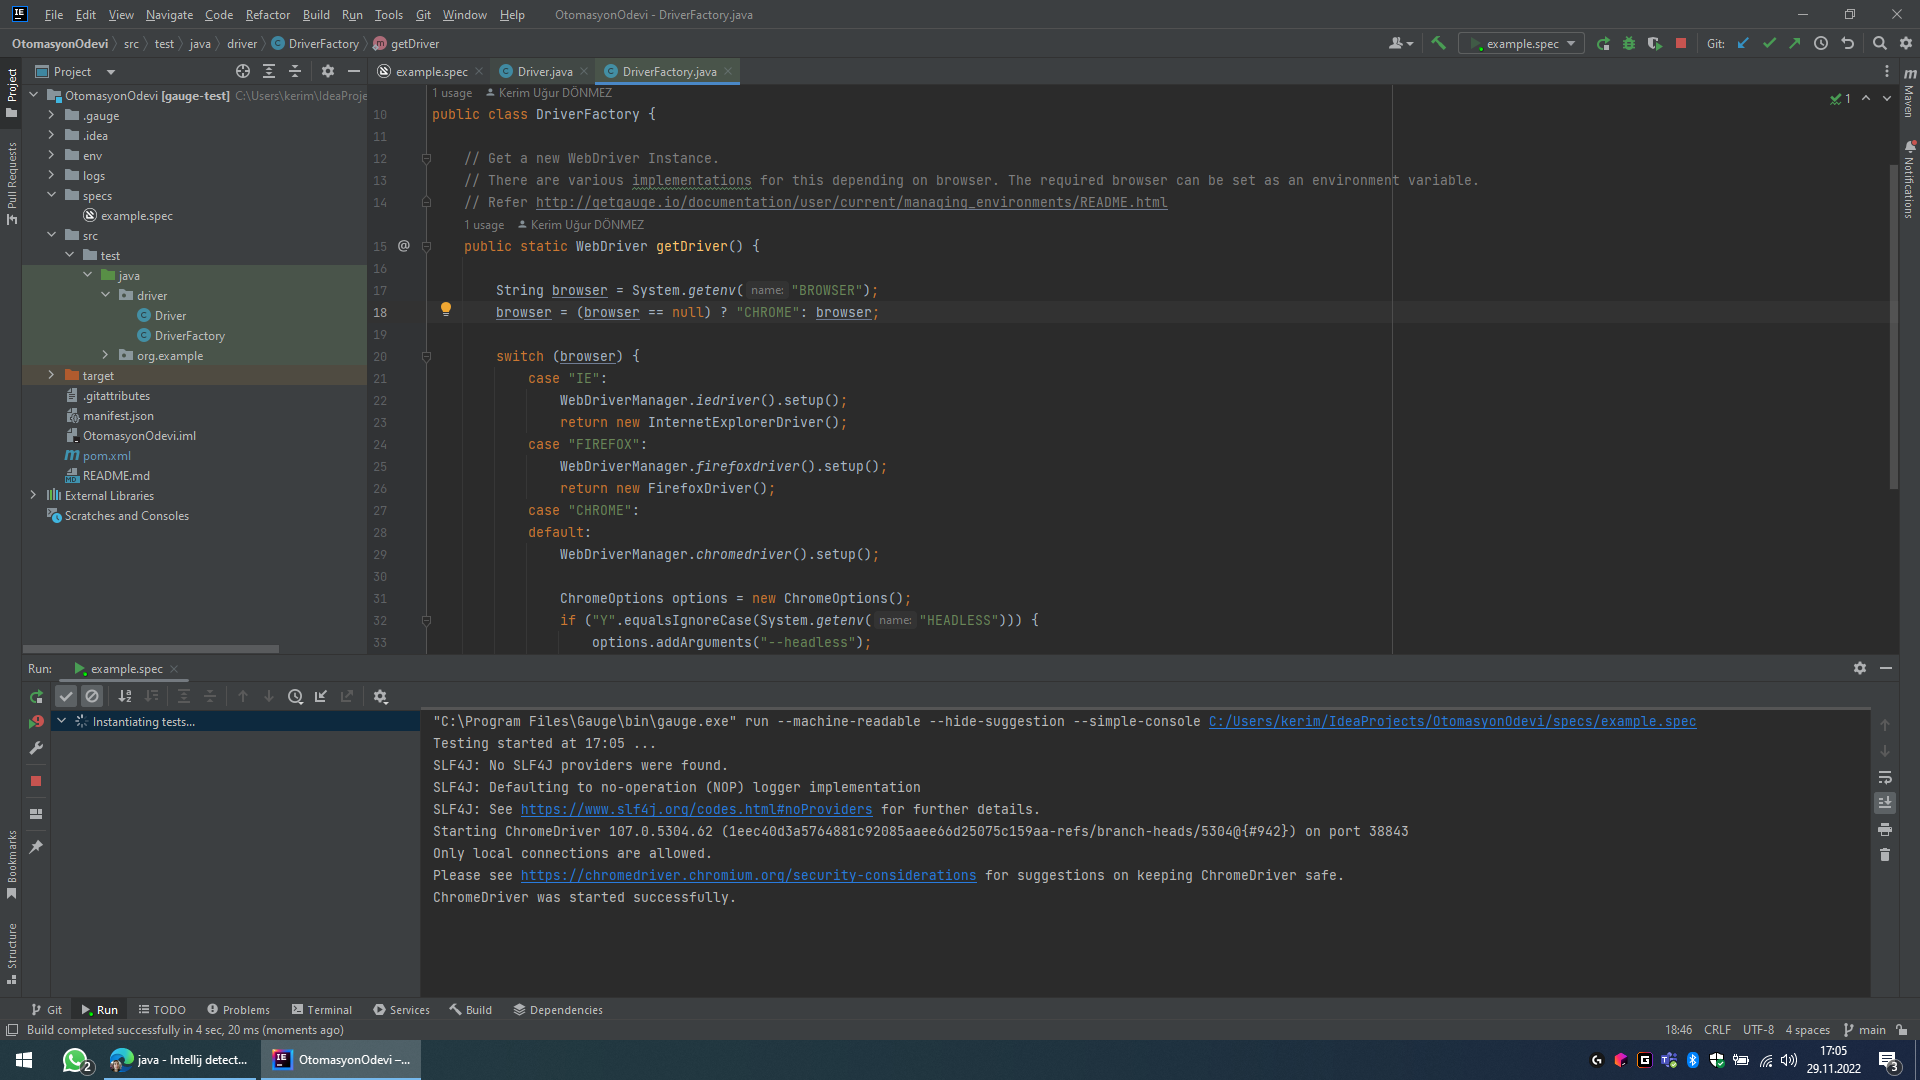 File Edit View Navigate Code Refactor Build Run Tools Git Window Help OtomasyonOdevi - DriverFactory.java
OtomasyonOdevi src test java driver DriverFactory getDriver
example.spec
Git:
Project
example.spec
Driver.java
DriverFactory.java
Project
Pull Requests
Bookmarks
Structure
Maven
Notifications
OtomasyonOdevi [gauge-test] C:\Users\kerim\IdeaProje
.gauge
.idea
env
logs
specs
example.spec
src
test
java
driver
Driver
DriverFactory
org.example
target
.gitattributes
manifest.json
OtomasyonOdevi.iml
pom.xml
README.md
External Libraries
Scratches and Consoles
1 usage Kerim Uğur DÖNMEZ
1
10 public class DriverFactory {
11
12 // Get a new WebDriver Instance.
13 // There are various implementations for this depending on browser. The required browser can be set as an environment variable.
14 // Refer http://getgauge.io/documentation/user/current/managing_environments/README.html
1 usage Kerim Uğur DÖNMEZ
15 @ public static WebDriver getDriver() {
16
17 String browser = System.getenv( name: "BROWSER");
18 browser = (browser == null) ? "CHROME": browser;
19
20 switch (browser) {
21 case "IE":
22 WebDriverManager.iedriver().setup();
23 return new InternetExplorerDriver();
24 case "FIREFOX":
25 WebDriverManager.firefoxdriver().setup();
26 return new FirefoxDriver();
27 case "CHROME":
28 default:
29 WebDriverManager.chromedriver().setup();
30
31 ChromeOptions options = new ChromeOptions();
32 if ("Y".equalsIgnoreCase(System.getenv( name: "HEADLESS"))) {
33 options.addArguments("--headless");
Run: example.spec
Instantiating tests...
"C:\Program Files\Gauge\bin\gauge.exe" run --machine-readable --hide-suggestion --simple-console C:/Users/kerim/IdeaProjects/OtomasyonOdevi/specs/example.spec
Testing started at 17:05 ...
SLF4J: No SLF4J providers were found.
SLF4J: Defaulting to no-operation (NOP) logger implementation
SLF4J: See https://www.slf4j.org/codes.html#noProviders for further details.
Starting ChromeDriver 107.0.5304.62 (1eec40d3a5764881c92085aaee66d25075c159aa-refs/branch-heads/5304@{#942}) on port 38843
Only local connections are allowed.
Please see https://chromedriver.chromium.org/security-considerations for suggestions on keeping ChromeDriver safe.
ChromeDriver was started successfully.
Git Run TODO Problems Terminal Services Build Dependencies
Build completed successfully in 4 sec, 20 ms (moments ago)
18:46 CRLF UTF-8 4 spaces main
2
java - Intellij detect...
OtomasyonOdevi –...
17:05
29.11.2022
3